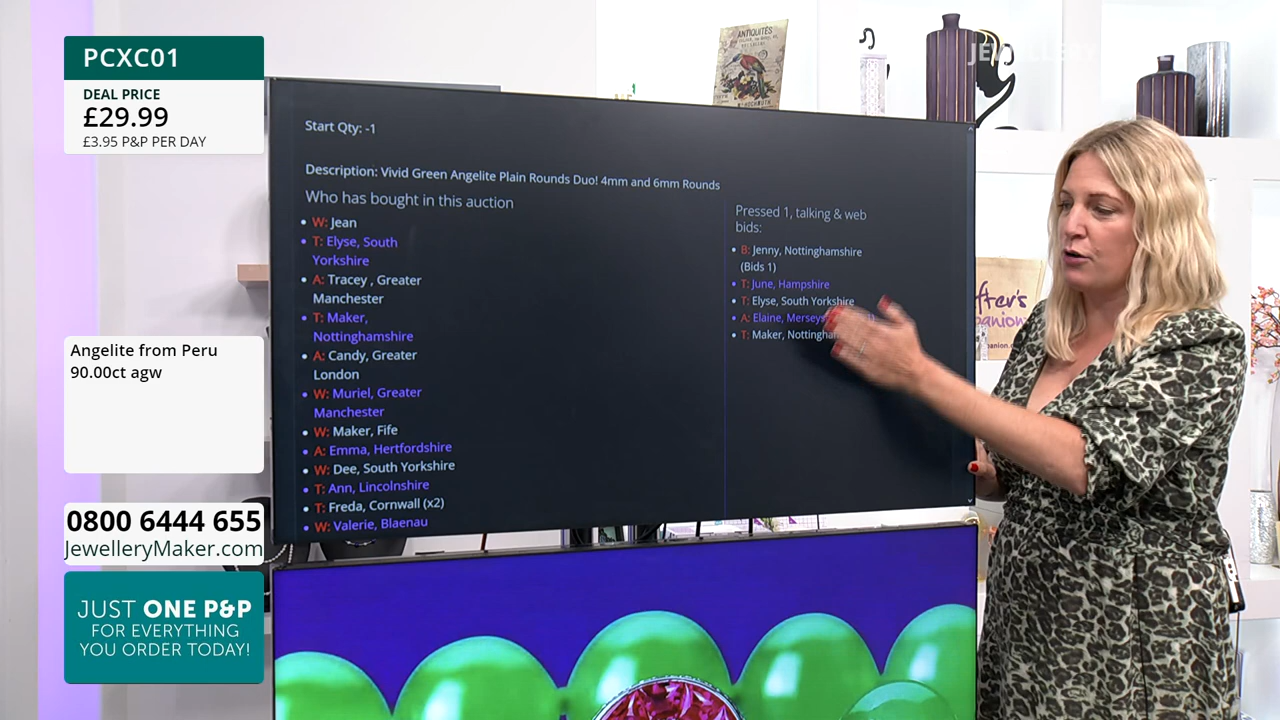 PCXC01
DEAL PRICE
£29.99
£3.95 P&P PER DAY
Angelite from Peru
90.00ct agw
0800 6444 655
JewelleryMaker.com
JUST ONE P&P
FOR EVERYTHING
YOU ORDER TODAY!
Start Qty: -1
Description: Vivid Green Angelite Plain Rounds Duo! 4mm and 6mm Rounds
Who has bought in this auction
W: Jean
T: Elyse, South
Yorkshire
A: Tracey , Greater
Manchester
T: Maker,
Nottinghamshire
A: Candy, Greater
London
W: Muriel, Greater
Manchester
W: Maker, Fife
A: Emma, Hertfordshire
W: Dee, South Yorkshire
T: Ann, Lincolnshire
T: Freda, Cornwall (x2)
W: Valerie, Blaenau
Pressed 1, talking & web
bids:
B: Jenny, Nottinghamshire
(Bids 1)
T: June, Hampshire
T: Elyse, South Yorkshire
A: Elaine,
T: Maker,
ANTIQUITÉS